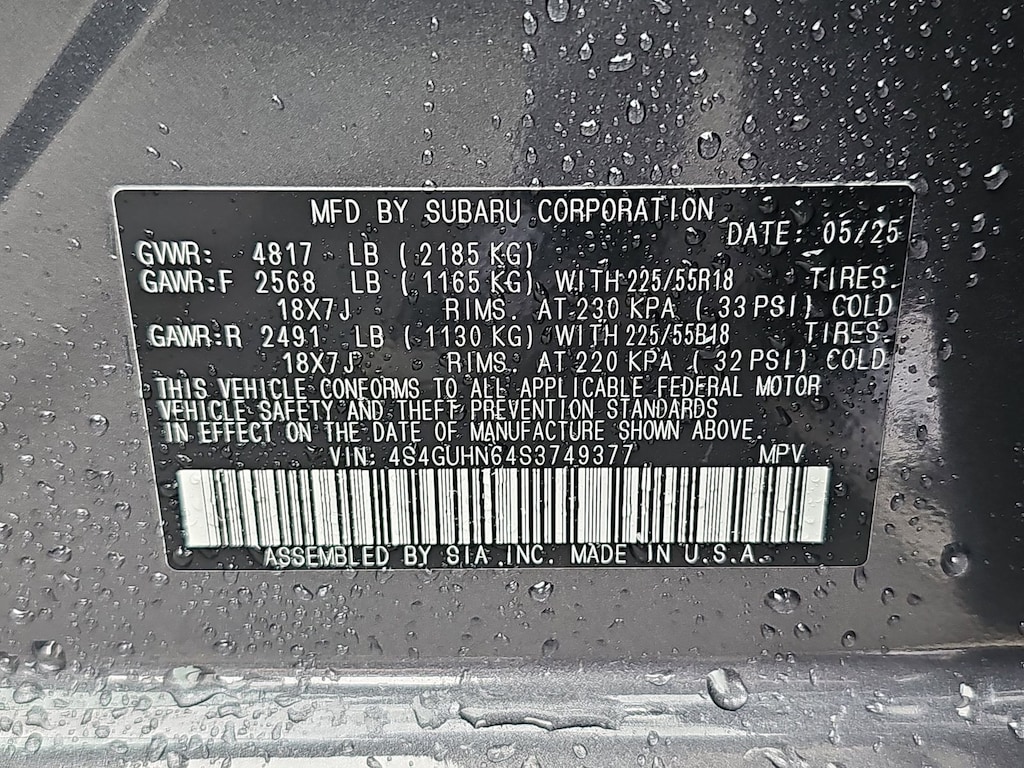 MFD BY SUBARU CORPORATION
DATE: 05/25
GVWR: 4817 LB ( 2185 KG)
GAWR:F 2568 LB ( 1165 KG) WITH 225/55R18 TIRES.
18X7J RIMS. AT 230 KPA ( 33 PSI) COLD
GAWR:R 2491 LB ( 1130 KG) WITH 225/55R18 TIRES.
18X7J RIMS. AT 220 KPA ( 32 PSI) COLD
THIS VEHICLE CONFORMS TO ALL APPLICABLE FEDERAL MOTOR
VEHICLE SAFETY AND THEFT PREVENTION STANDARDS
IN EFFECT ON THE DATE OF MANUFACTURE SHOWN ABOVE.
VIN: 4S4GUHN64S3749377 MPV
ASSEMBLED BY SIA, INC. MADE IN U.S.A.